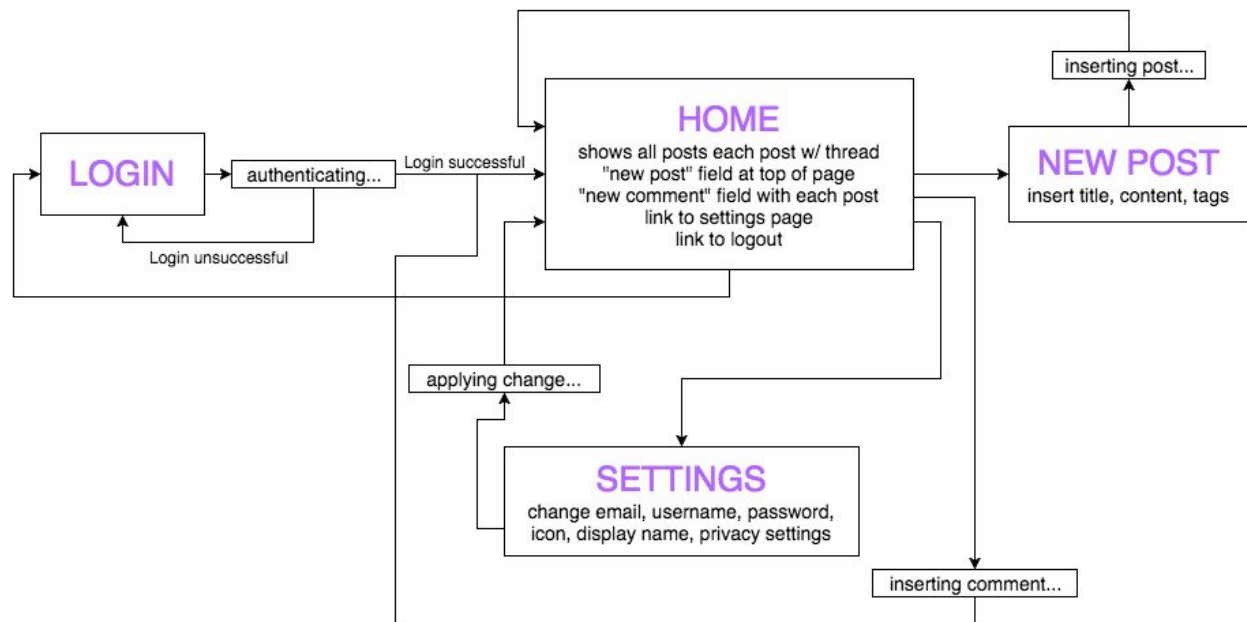 inserting post...
HOME
shows all posts each post w/ thread
"new post" field at top of page
"new comment" field with each post
link to settings page
link to logout
NEW POST
insert title, content, tags
LOGIN
authenticating...
Login successful
Login unsuccessful
applying change...
SETTINGS
change email, username, password,
icon, display name, privacy settings
inserting comment...